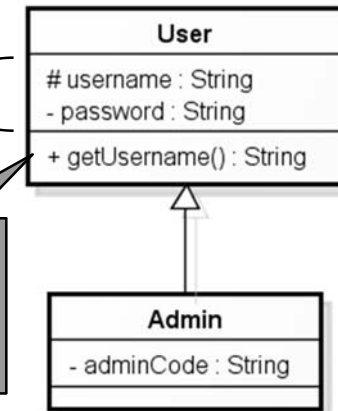 User
# username : String
- password : String
+ getUsername() : String
Admin
- adminCode : String